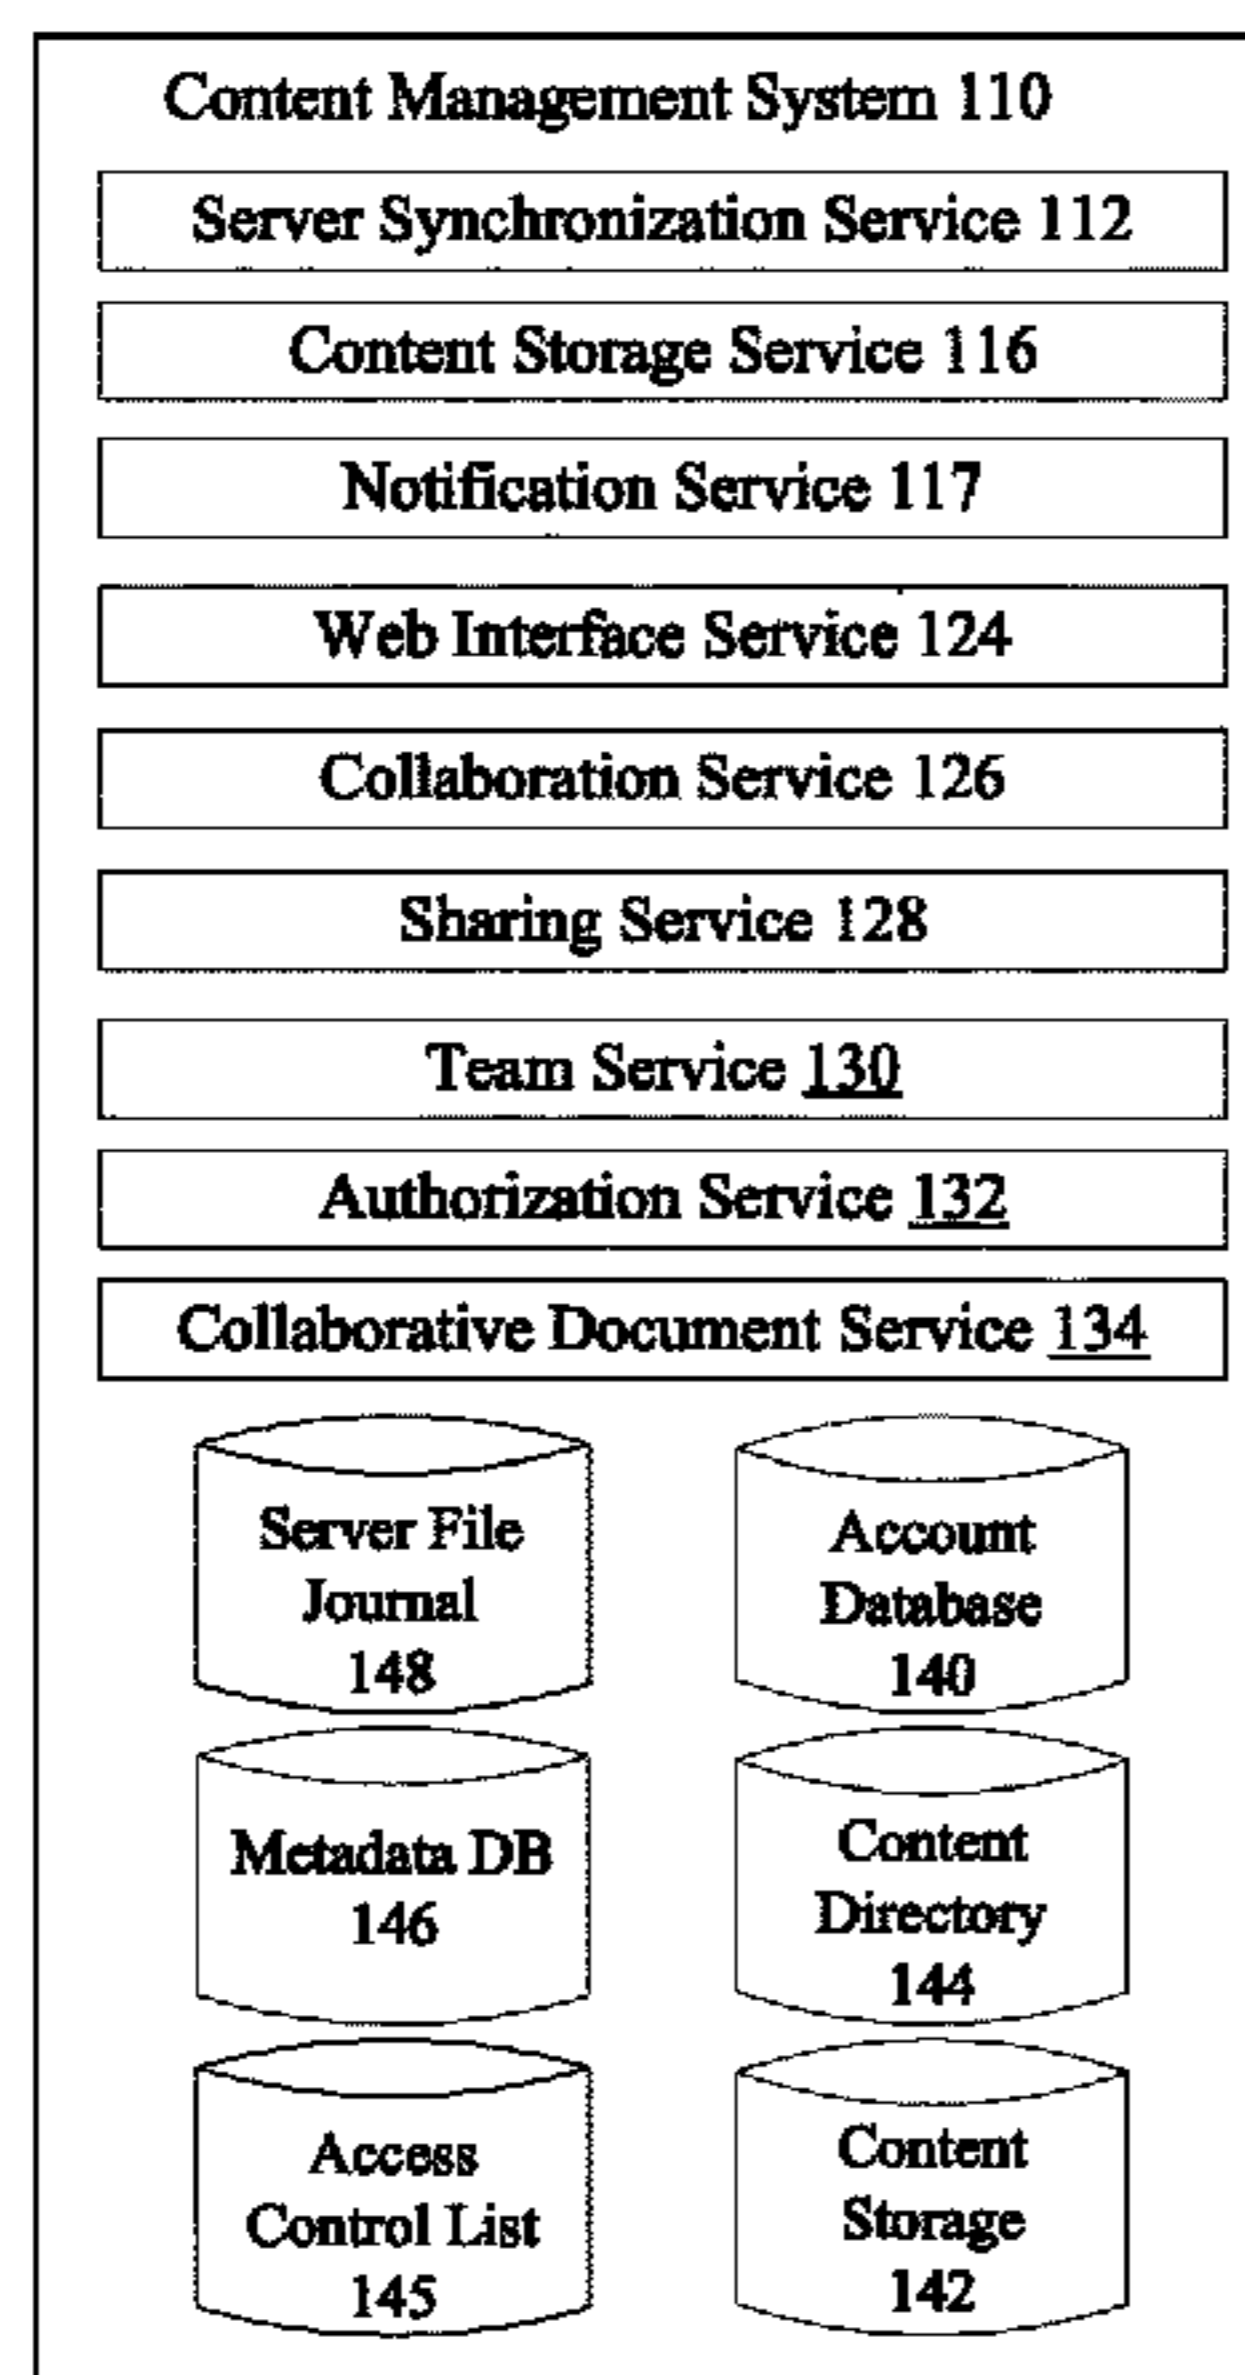 Content Management System 110
Server Synchronization Service 112
Content Storage Service 116
Notification Service 117
Web Interface Service 124
Collaboration Service 126
Sharing Service 128
Team Service 130
Authorization Service 132
Collaborative Document Service 134
Server File
Journal
148
Account
Database
140
Metadata DB
146
Content
Directory
144
Access
Control List
145
Content
Storage
142